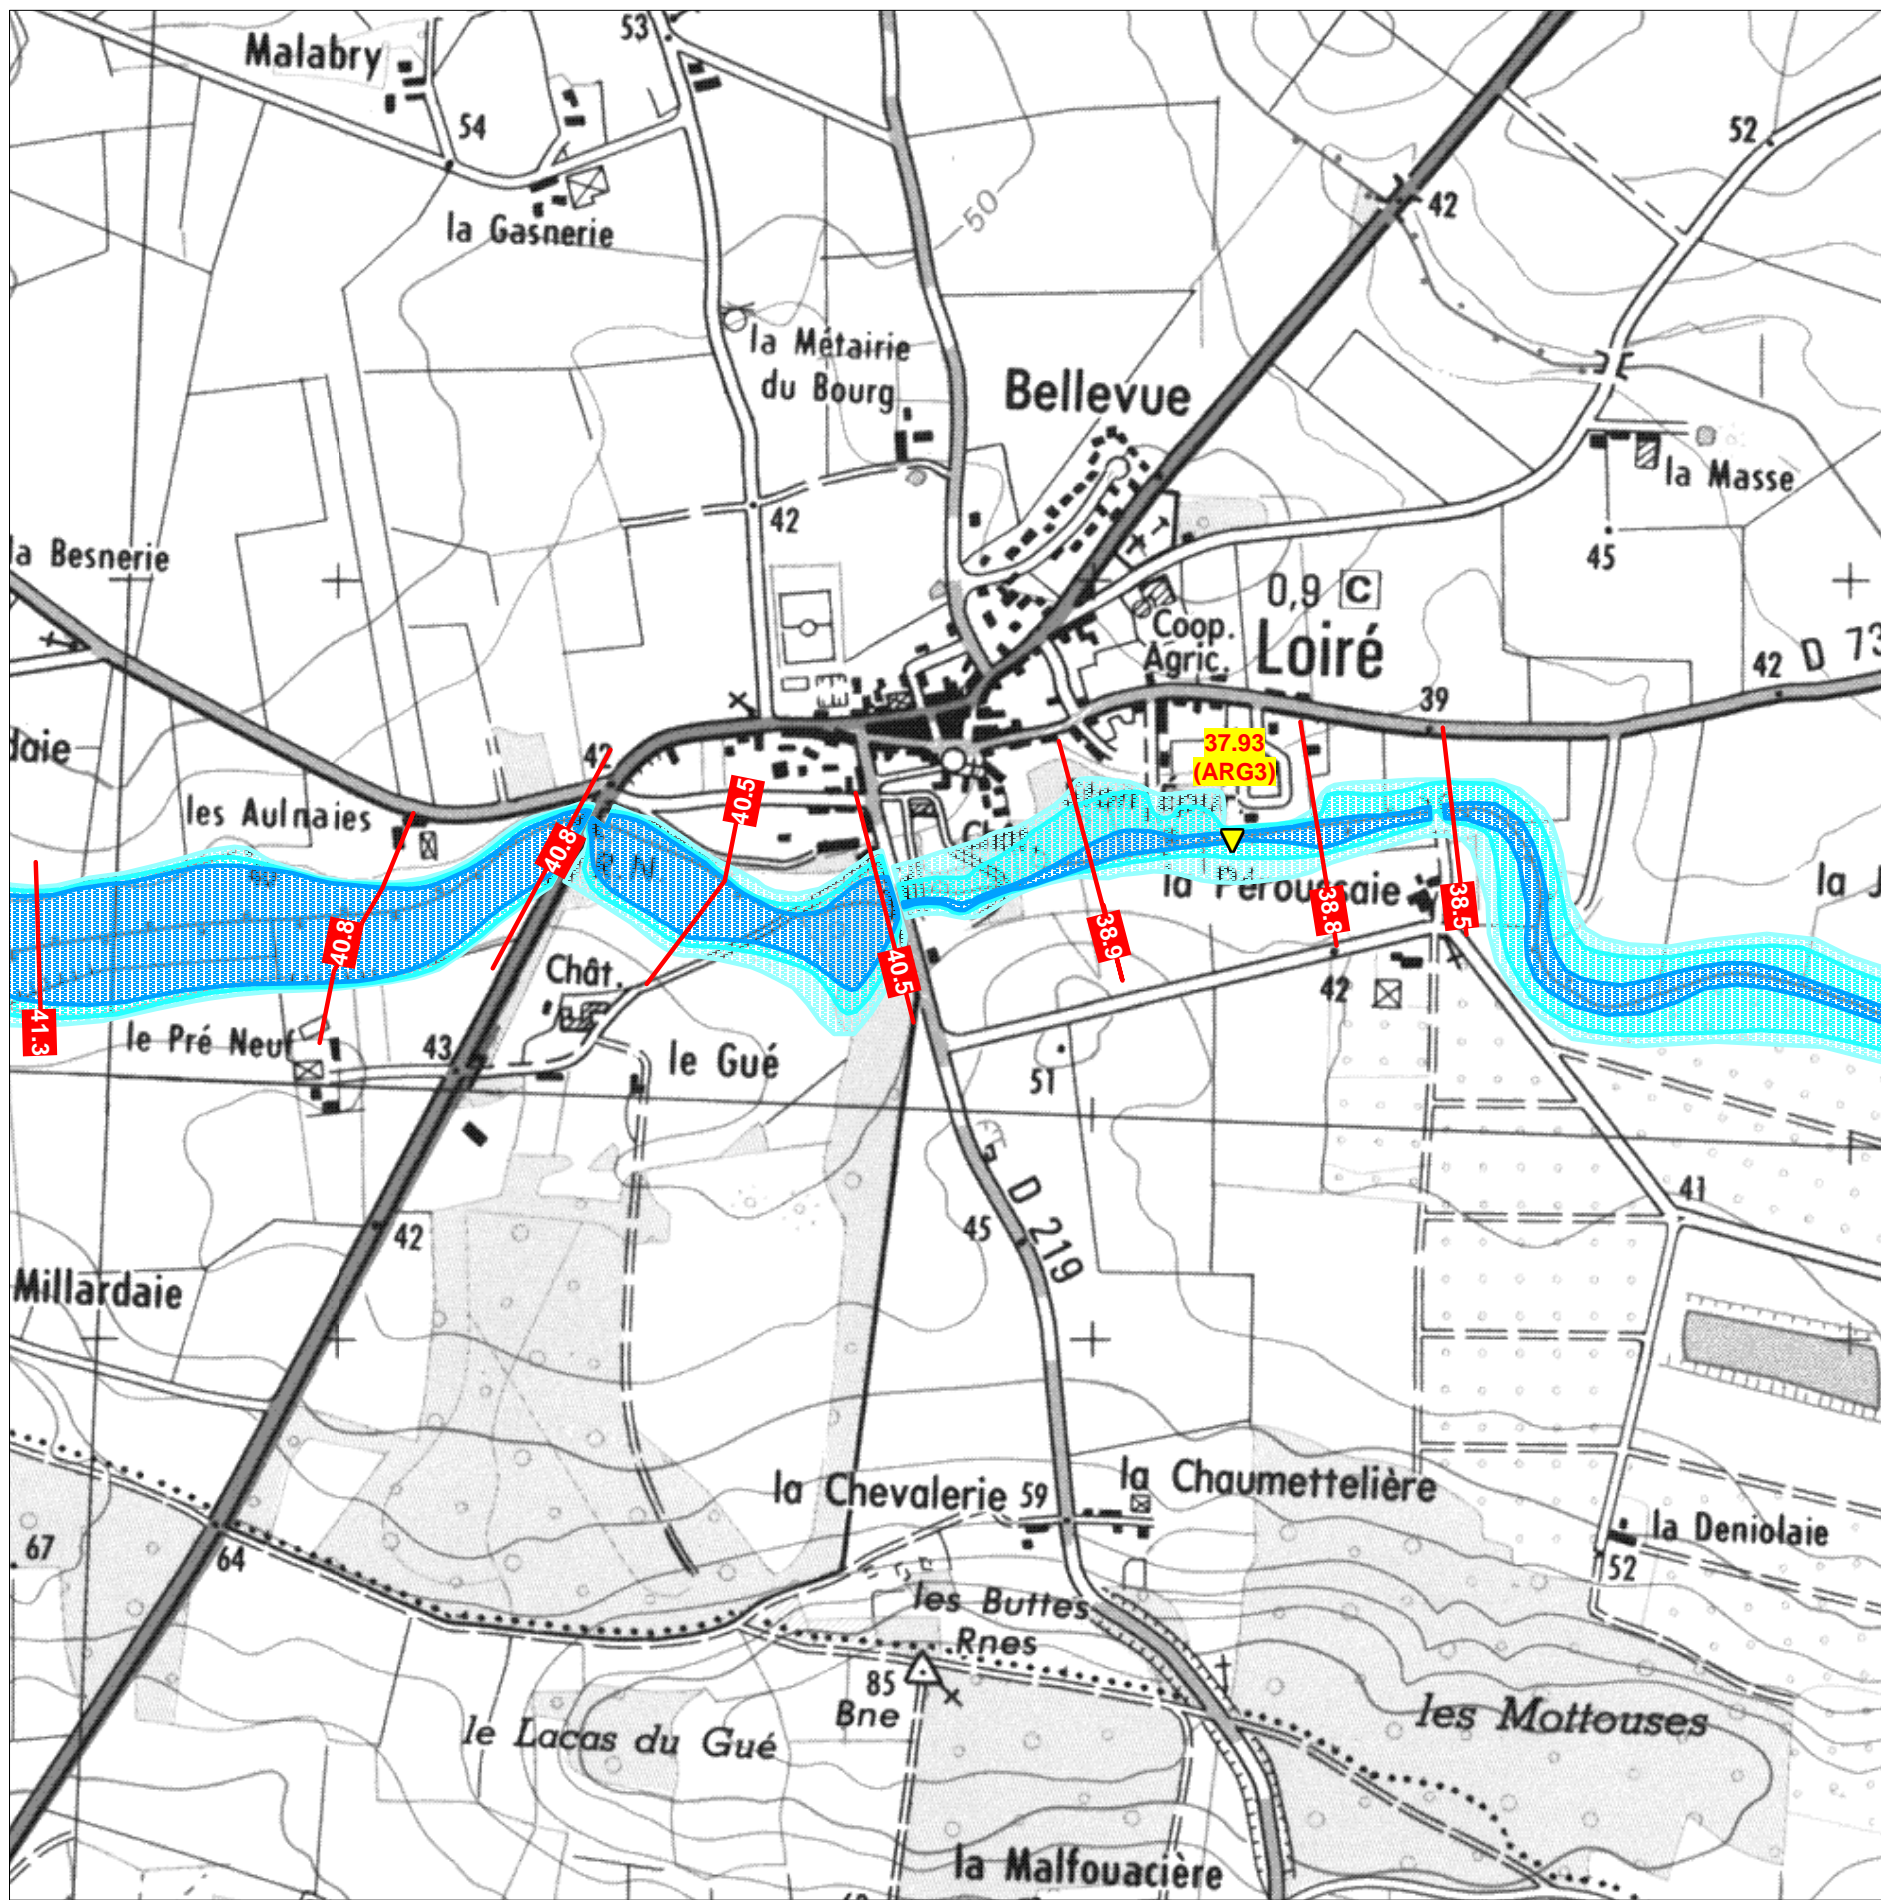 Malabry
53
54
52
la Gasnerie
50
42
la Métairie
du Bourg
Bellevue
la Masse
42
45
la Besnerie
0,9 C
Coop.
Agric.
Loiré
42
D 73
39
daie
42
37.93
(ARG3)
les Aulnaies
40.5
40.8
R.N.
la Peroussaie
la J
40.8
38.9
38.8
38.5
40.5
Chât.
42
41.3
le Pré Neuf
43
le Gué
51
G
D 219
41
42
45
Millardaie
la Chevalerie
59
la Chaumettelière
67
64
la Deniolaie
52
les Buttes
Rnes
85
Bne
le Lacas du Gué
les Mottouses
la Malfouacière